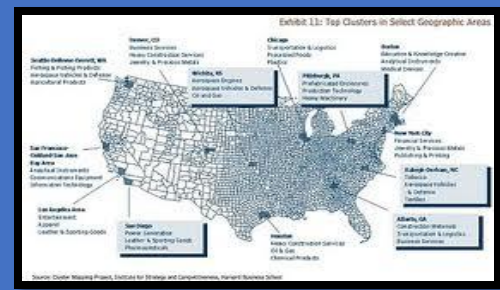 Exhibit 11: Top Clusters in Select Geographic Areas
Denver, CO
Business Services
Heavy Construction Services
Jewelry & Precious Metals
Chicago
Transportation & Logistics
Processed Foods
Plastics
Boston
Education & Knowledge Creation
Analytical Instruments
Medical Devices
Seattle-Bellevue-Everett, WA
Fishing & Fishing Products
Aerospace Vehicles & Defense
Agricultural Products
Wichita, KS
Aerospace Engines
Aerospace Vehicles & Defense
Oil and Gas
Pittsburgh, PA
Prefabricated Enclosures
Production Technology
Heavy Machinery
New York City
Financial Services
Jewelry & Precious Metals
Publishing & Printing
San Francisco-
Oakland-San Jose
Bay Area
Analytical Instruments
Communications Equipment
Information Technology
Raleigh-Durham, NC
Tobacco
Aerospace Vehicles
& Defense
Textiles
Los Angeles Area
Entertainment
Apparel
Leather & Sporting Goods
San Diego
Power Generation
Leather & Sporting Goods
Pharmaceuticals
Houston
Heavy Construction Services
Oil & Gas
Chemical Products
Atlanta, GA
Construction Materials
Transportation & Logistics
Business Services
Source: Cluster Mapping Project, Institute for Strategy and Competitiveness, Harvard Business School